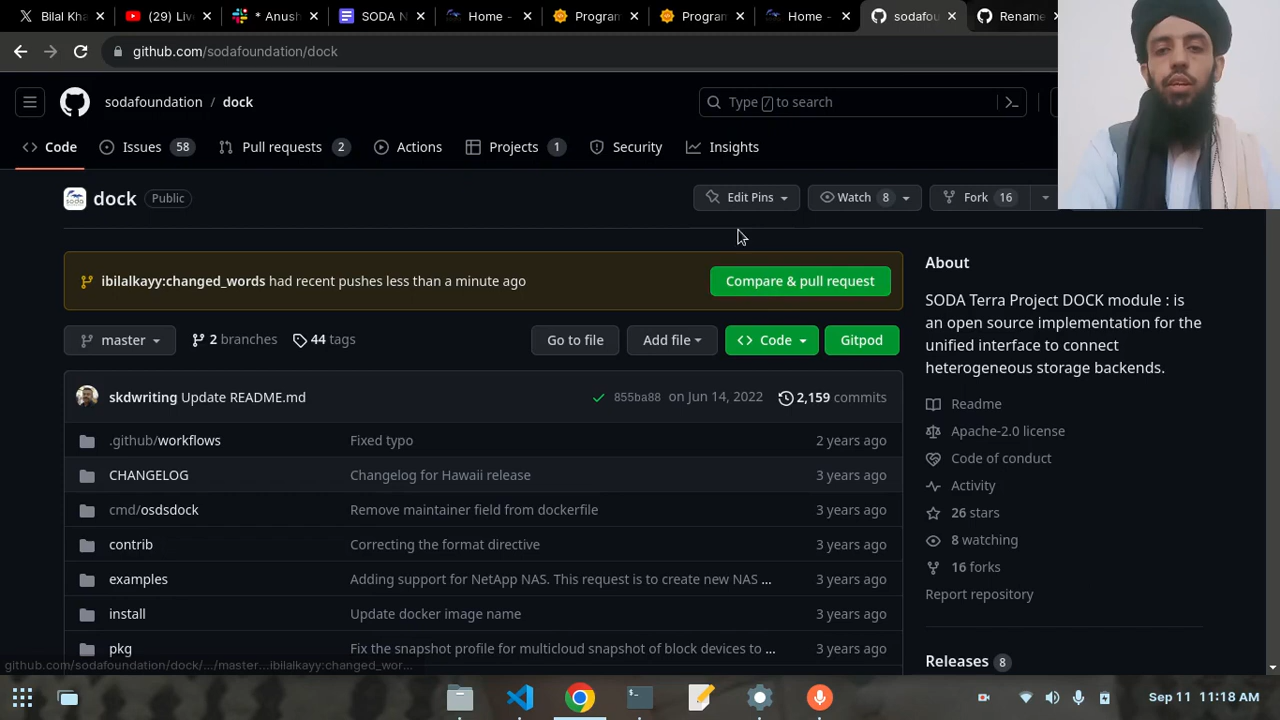 Bilal Kha
(29) Liv
* Anush
SODA N
Home -
Program
Program
Home -
sodafou
Rename
github.com/sodafoundation/dock
sodafoundation / dock
Type / to search
Code
Issues 58
Pull requests 2
Actions
Projects 1
Security
Insights
dock Public
Edit Pins
Watch 8
Fork 16
ibilalkayy:changed_words had recent pushes less than a minute ago
Compare & pull request
master
2 branches
44 tags
Go to file
Add file
<> Code
Gitpod
skdwriting Update README.md
855ba88 on Jun 14, 2022
2,159 commits
.github/workflows Fixed typo 2 years ago
CHANGELOG Changelog for Hawaii release 3 years ago
cmd/osdsdock Remove maintainer field from dockerfile 3 years ago
contrib Correcting the format directive 3 years ago
examples Adding support for NetApp NAS. This request is to create new NAS ... 3 years ago
install Update docker image name 3 years ago
pkg Fix the snapshot profile for multicloud snapshot of block devices to ... 3 years ago
About
SODA Terra Project DOCK module : is
an open source implementation for the
unified interface to connect
heterogeneous storage backends.
Readme
Apache-2.0 license
Code of conduct
Activity
26 stars
8 watching
16 forks
Report repository
Releases 8
github.com/sodafoundation/dock/.../master...ibilalkayy:changed_wor...
Sep 11 11:18 AM